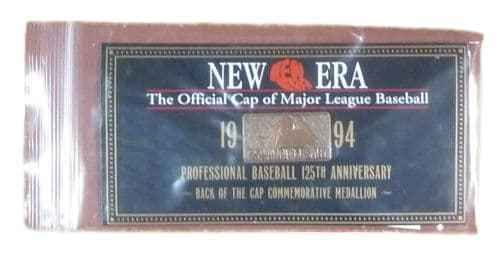 NEW ERA
The Official Cap of Major League Baseball
19 94
PROFESSIONAL BASEBALL 125TH ANNIVERSARY
BACK OF THE CAP COMMEMORATIVE MEDALLION